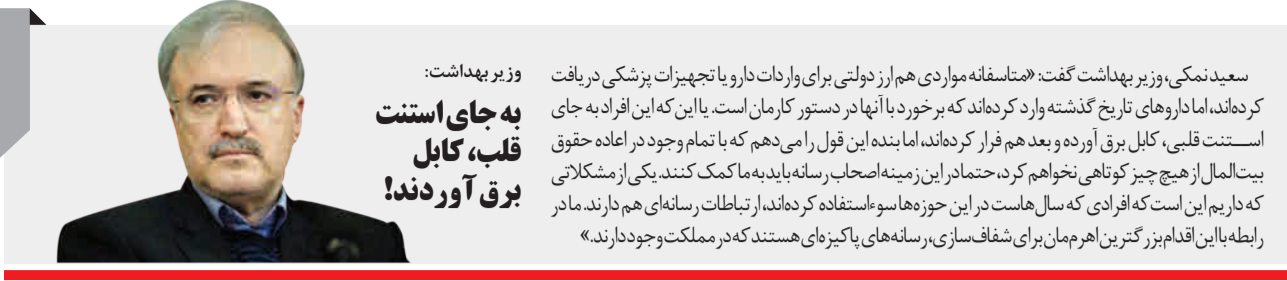 وزیر بهداشت:
به جای استنت
قلب، کابل
برق آوردند!
سعید نمکی، وزیر بهداشت گفت: «متاسفانه مواردی هم ارز دولتی برای واردات دارو یا تجهیزات پزشکی دریافت
کرده‌اند، اما داروهای تاریخ گذشته وارد کرده‌اند که برخورد با آنها در دستور کارمان است. یا این که این افراد به جای
استنت قلبی، کابل برق آورده و بعد هم فرار کرده‌اند، اما بنده این قول را می‌دهم که با تمام وجود در اعاده حقوق
بیت‌المال از هیچ چیز کوتاهی نخواهم کرد، حتما در این زمینه اصحاب رسانه باید به ما کمک کنند. یکی از مشکلاتی
که داریم این است که افرادی که سال‌هاست در این حوزه‌ها سوءاستفاده کرده‌اند، ارتباطات رسانه‌ای هم دارند. ما در
رابطه با این اقدام بزرگترین اهرم‌مان برای شفاف‌سازی، رسانه‌های پاکیزه‌ای هستند که در مملکت وجود دارند.»